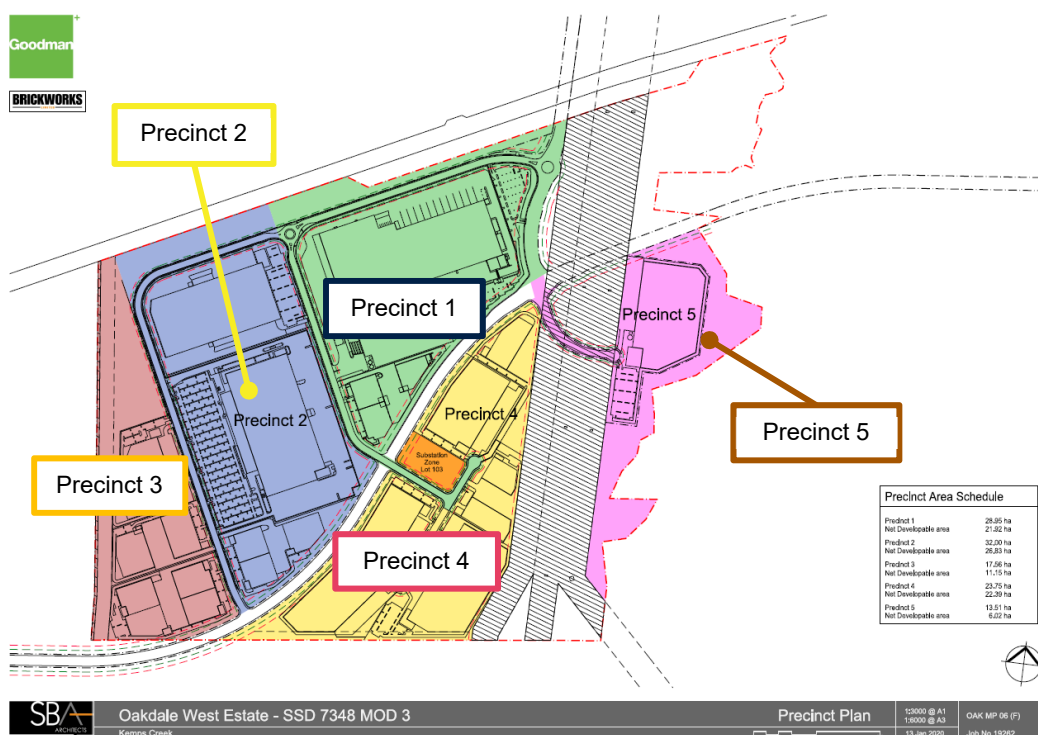 Goodman
+
BRICKWORKS
Precinct 2
Precinct 1
Precinct 5
Precinct 4
Precinct 2
Substation
Zone
Lot 103
Precinct 5
Precinct 3
Precinct 4
Precinct Area Schedule
Precinct 1 28.95 ha
Net Developable area 21.92 ha
Precinct 2 32.00 ha
Net Developable area 26.83 ha
Precinct 3 17.56 ha
Net Developable area 11.15 ha
Precinct 4 23.75 ha
Net Developable area 22.39 ha
Precinct 5 13.51 ha
Net Developable area 6.02 ha
SBA
ARCHITECTS
Oakdale West Estate - SSD 7348 MOD 3
Kemps Creek
Precinct Plan
1:3000 @ A1
1:6000 @ A3
13 Jan 2020
OAK MP 06 (F)
Job No 19262